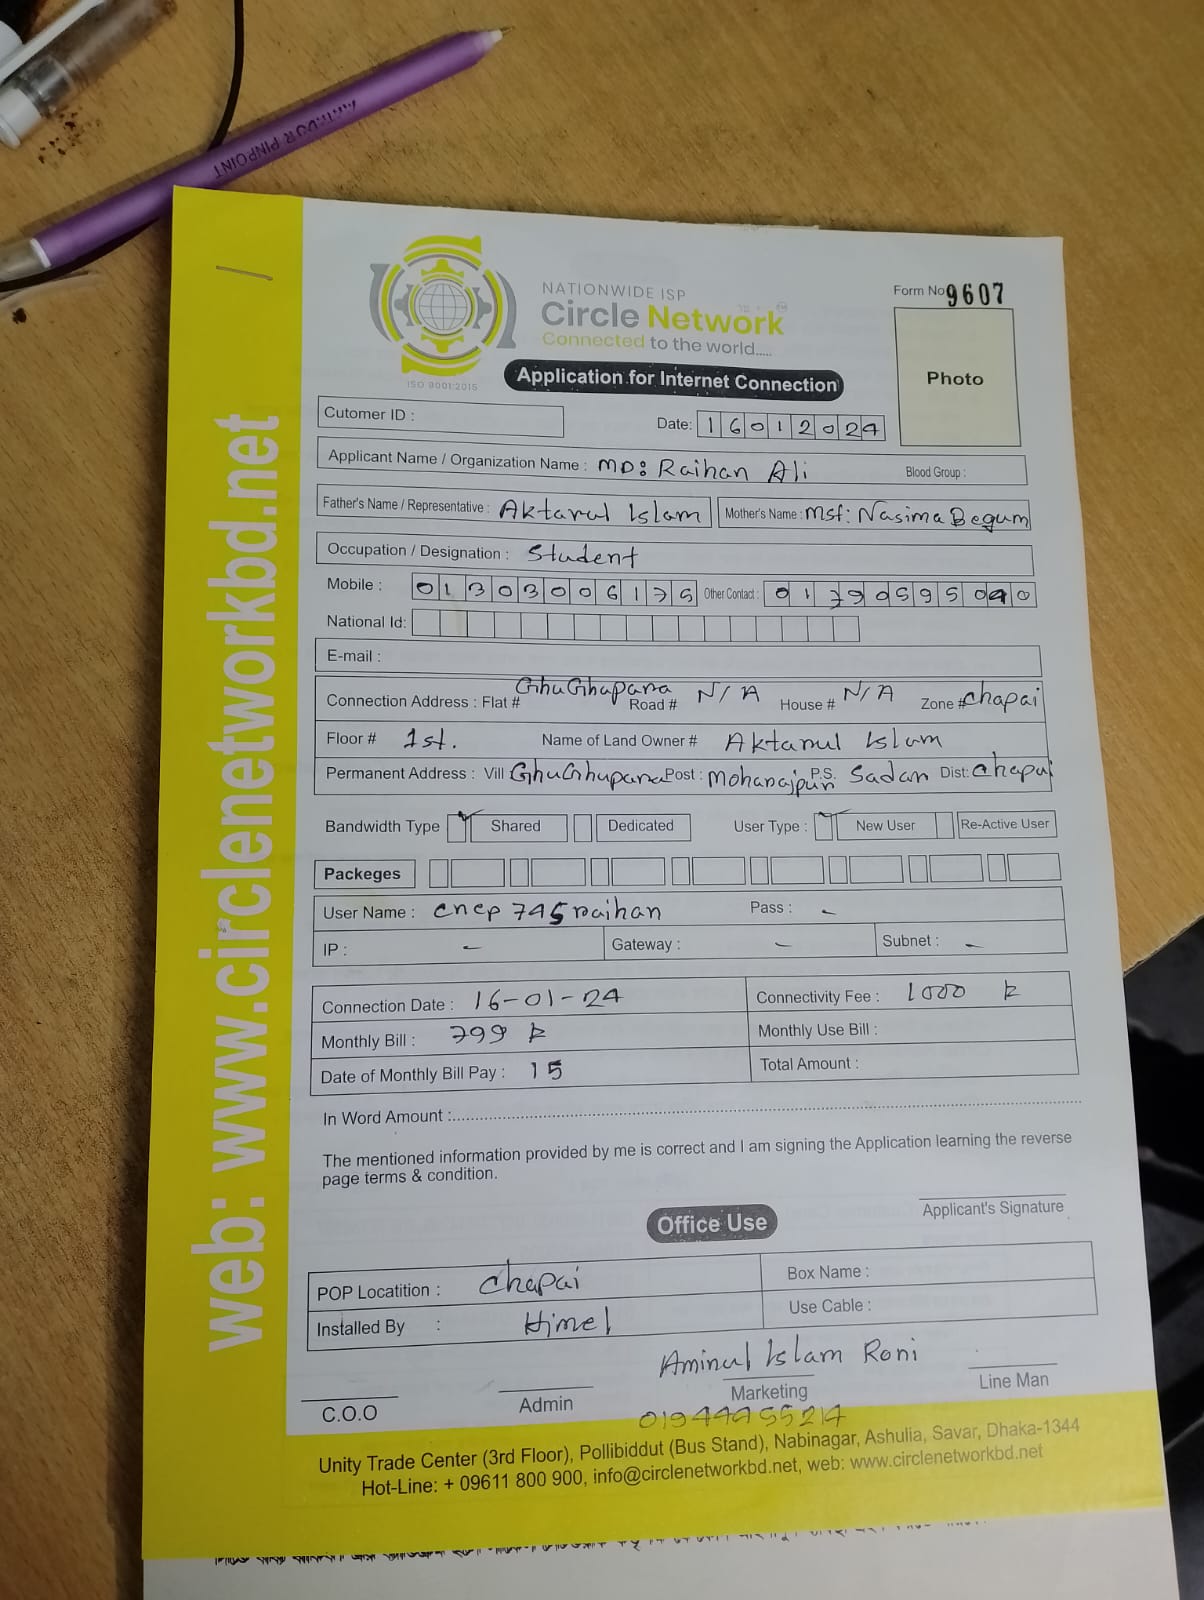 A.I.I.DOR PINPOINT
web: www.circlenetworkbd.net
NATIONWIDE ISP
Circle Network
Connected to the world.....
ISO 9001:2015
Form No 9607
Photo
Application for Internet Connection
Cutomer ID :
Date: 16012024
Applicant Name / Organization Name : MD: Raihan Ali Blood Group :
Father's Name / Representative : Aktarul Islam Mother's Name : Mst: Nasima Begum
Occupation / Designation : Student
Mobile : 01303006175 Other Contact : 01790595040
National Id:
E-mail :
Connection Address : Flat # GhuGhupara Road # N/A House # N/A Zone # Chapai
Floor # 1st. Name of Land Owner # Aktarul Islam
Permanent Address : Vill GhuGhupara Post : Moharajpur P.S. Sadar Dist: Chapai
Bandwidth Type Shared Dedicated User Type : New User Re-Active User
Packeges
User Name : cncp745raihan Pass : -
IP : - Gateway : - Subnet : -
Connection Date : 16-01-24 Connectivity Fee : 1000
Monthly Bill : 799 Monthly Use Bill :
Date of Monthly Bill Pay : 15 Total Amount :
In Word Amount :
The mentioned information provided by me is correct and I am signing the Application learning the reverse
page terms & condition.
Applicant's Signature
Office Use
POP Locatition : Chapai Box Name :
Installed By : Himel Use Cable :
Aminul Islam Roni
C.O.O Admin Marketing Line Man
01944955214
Unity Trade Center (3rd Floor), Pollibiddut (Bus Stand), Nabinagar, Ashulia, Savar, Dhaka-1344
Hot-Line: + 09611 800 900, info@circlenetworkbd.net, web: www.circlenetworkbd.net